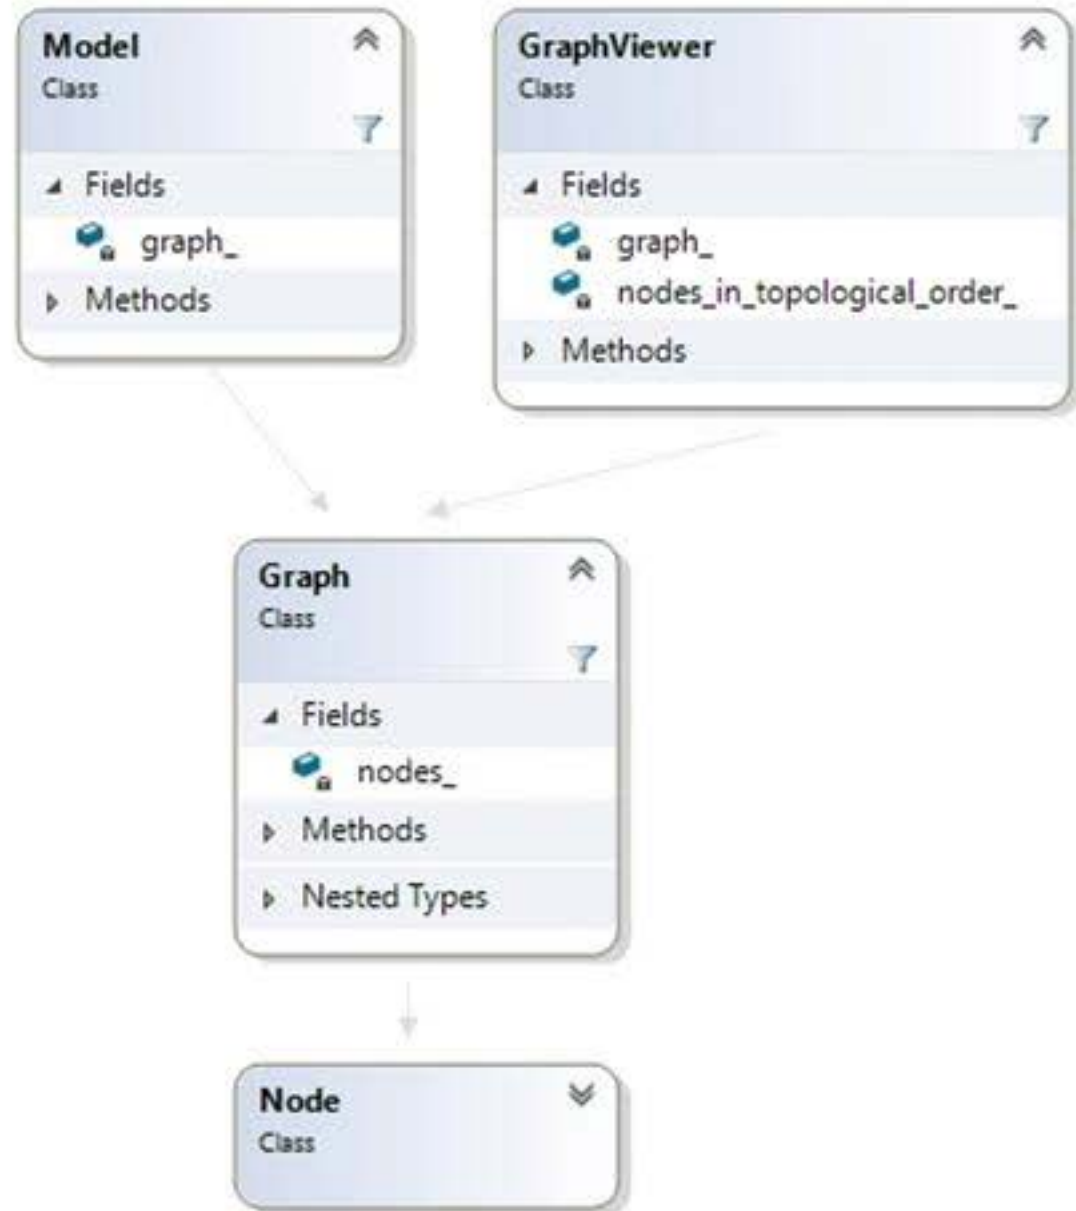 Model
Class
Fields
graph_
Methods
GraphViewer
Class
Fields
graph_
nodes_in_topological_order_
Methods
Graph
Class
Fields
nodes_
Methods
Nested Types
Node
Class